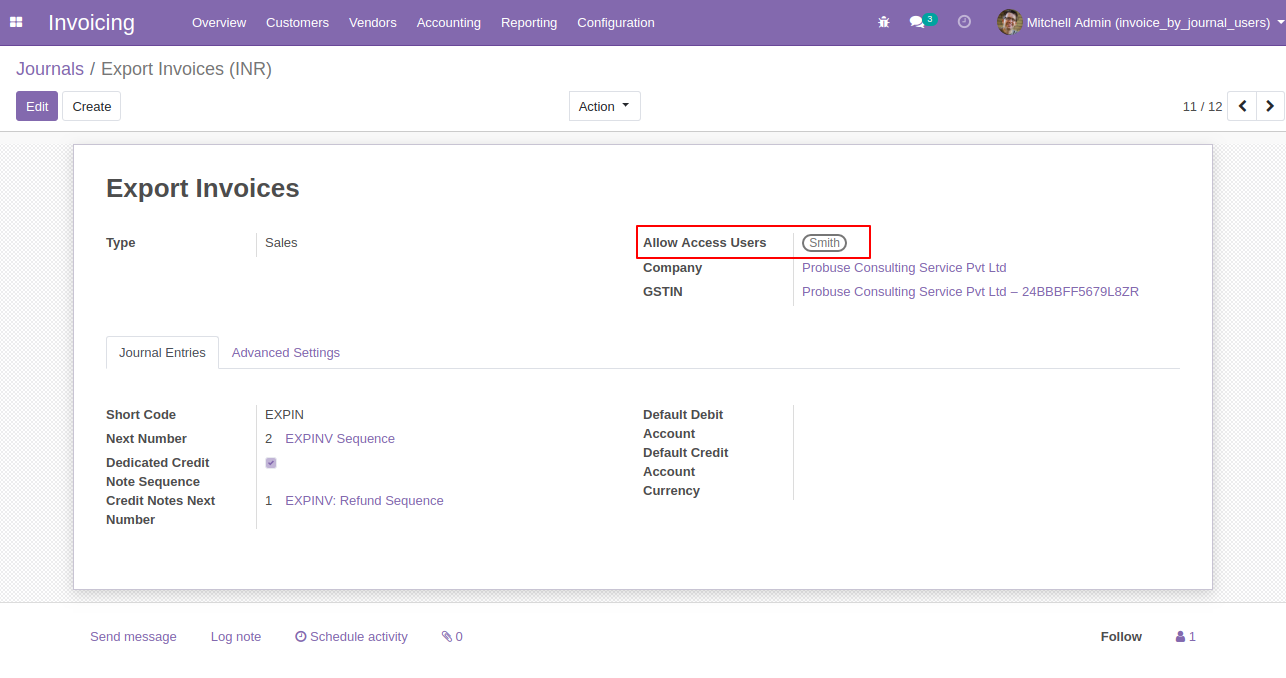 Invoicing Overview Customers Vendors Accounting Reporting Configuration 3 Mitchell Admin (invoice_by_journal_users)
Journals / Export Invoices (INR)
Edit Create Action 11 / 12
Export Invoices
Type Sales
Allow Access Users Smith
Company Probuse Consulting Service Pvt Ltd
GSTIN Probuse Consulting Service Pvt Ltd – 24BBBFF5679L8ZR
Journal Entries Advanced Settings
Short Code EXPIN
Next Number 2 EXPINV Sequence
Dedicated Credit
Note Sequence
Credit Notes Next 1 EXPINV: Refund Sequence
Number
Default Debit
Account
Default Credit
Account
Currency
Send message Log note Schedule activity 0 Follow 1